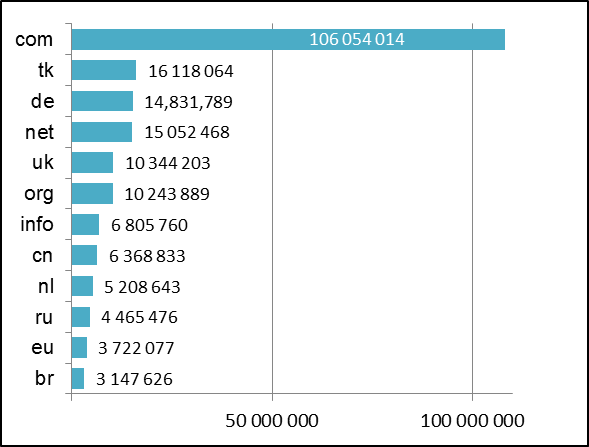 com 106 054 014
tk 16 118 064
de 14,831,789
net 15 052 468
uk 10 344 203
org 10 243 889
info 6 805 760
cn 6 368 833
nl 5 208 643
ru 4 465 476
eu 3 722 077
br 3 147 626
50 000 000 100 000 000